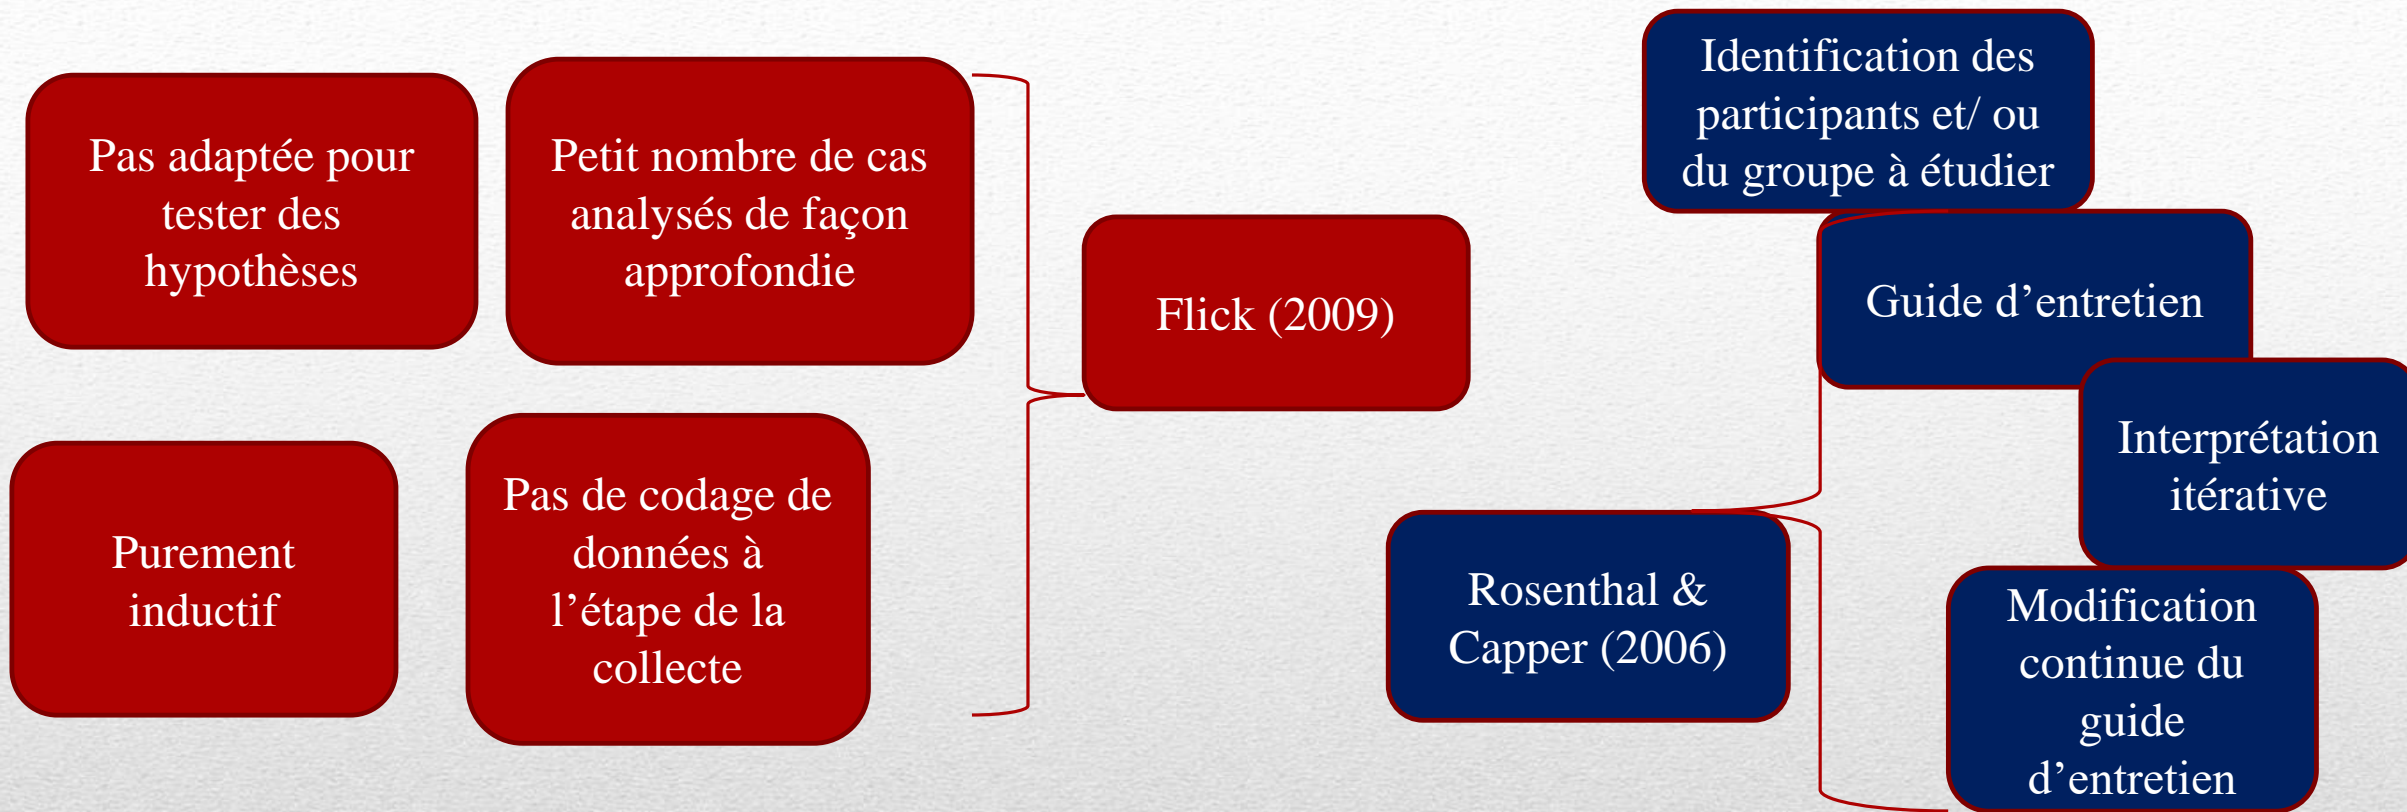 Pas adaptée pour
tester des
hypothèses
Petit nombre de cas
analysés de façon
approfondie
Purement
inductif
Pas de codage de
données à
l’étape de la
collecte
Flick (2009)
Rosenthal &
Capper (2006)
Identification des
participants et/ ou
du groupe à étudier
Guide d’entretien
Interprétation
itérative
Modification
continue du
guide
d’entretien